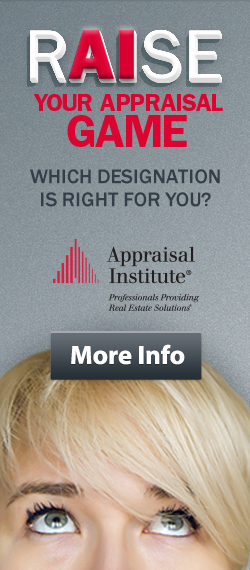 RAISE
YOUR APPRAISAL
GAME
WHICH DESIGNATION
IS RIGHT FOR YOU?
Appraisal
Institute®
Professionals Providing
Real Estate Solutions®
More Info